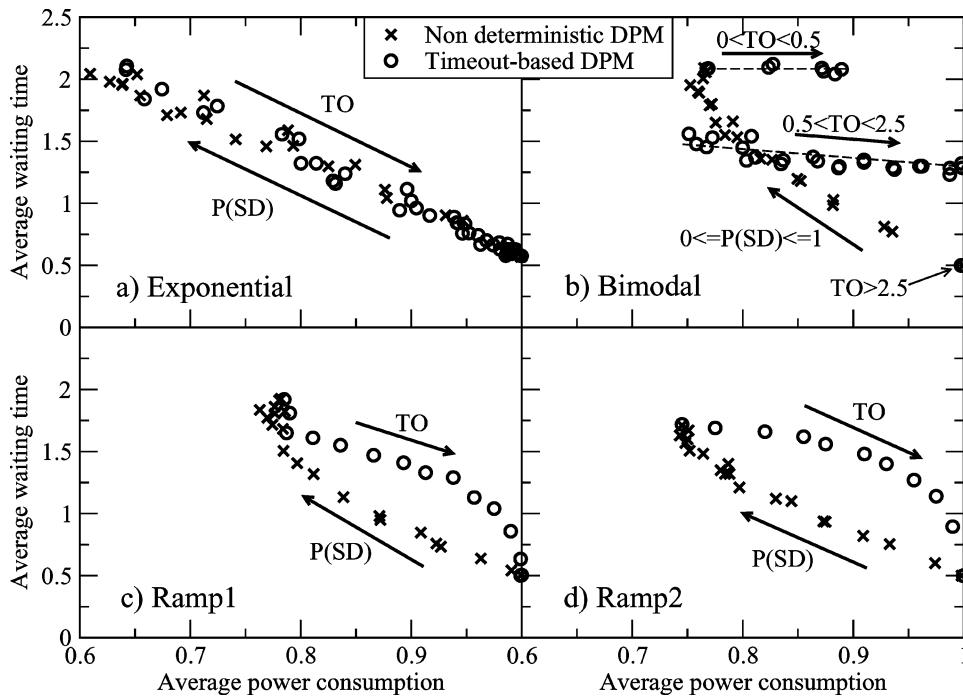 Non deterministic DPM
Timeout-based DPM
2.5
2
1.5
1
0.5
0
Average waiting time
TO
P(SD)
a) Exponential
0<TO<0.5
0.5<TO<2.5
0<=P(SD)<=1
TO>2.5
b) Bimodal
2
1.5
1
0.5
0
Average waiting time
TO
P(SD)
c) Ramp1
TO
P(SD)
d) Ramp2
0.6 0.7 0.8 0.9 0.6 0.7 0.8 0.9 1
Average power consumption Average power consumption